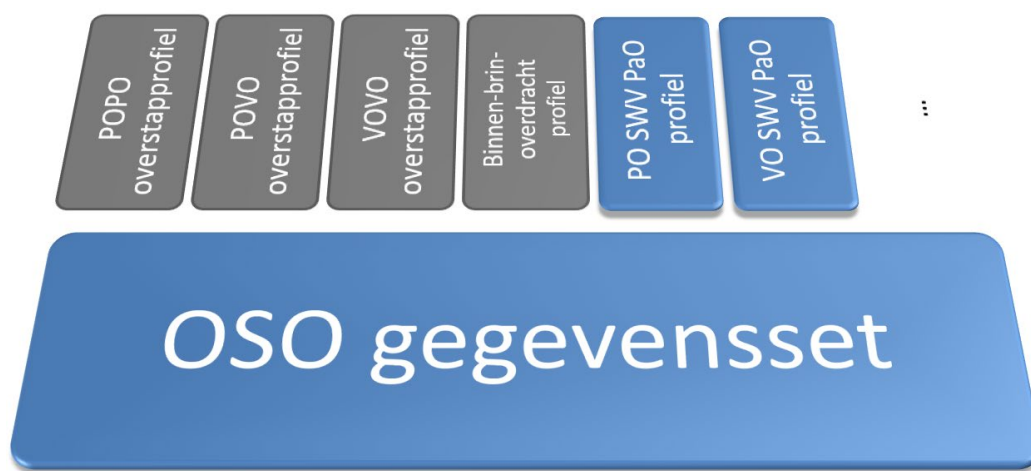 POPO
overstapprofiel
POVO
overstapprofiel
VOVO
overstapprofiel
Binnen-brin-
overdracht
profiel
PO SWV PaO
profiel
VO SWV PaO
profiel
...
OSO gegevensset